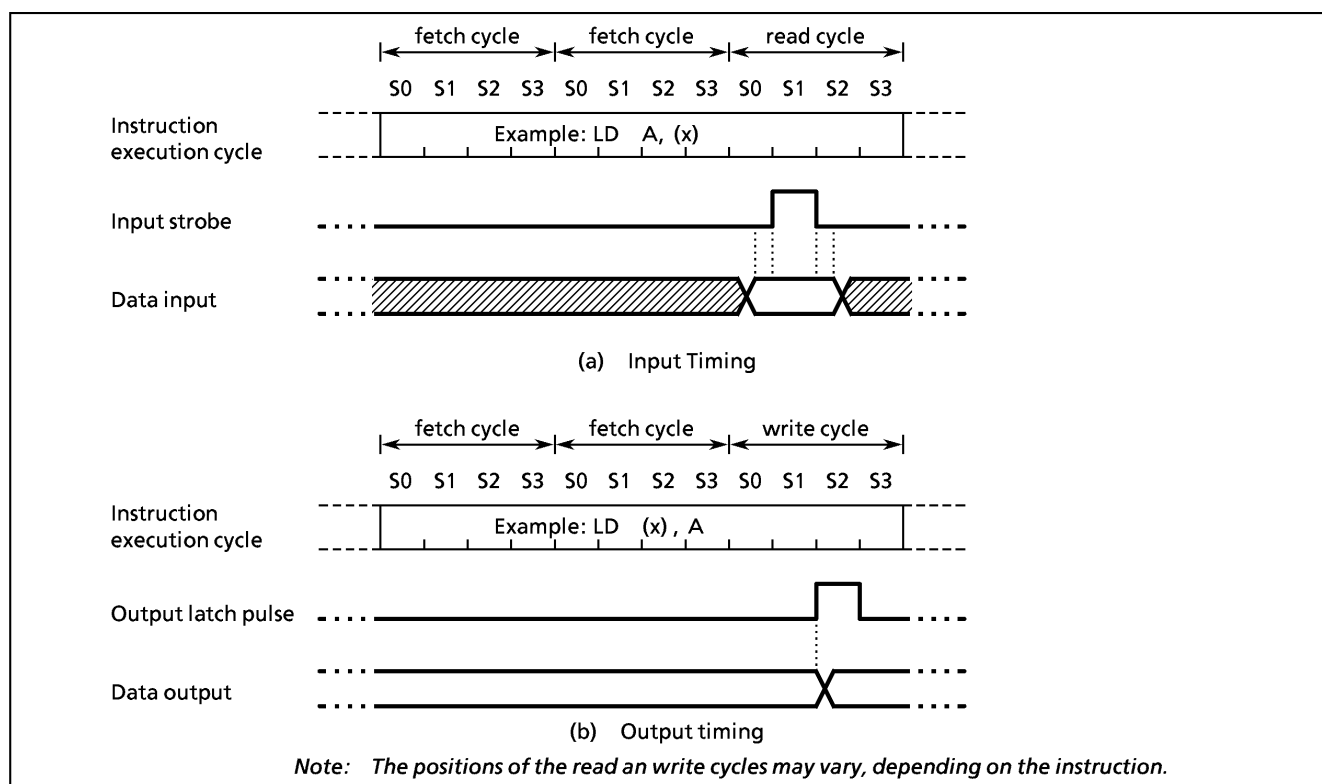 fetch cycle fetch cycle read cycle
S0 S1 S2 S3 S0 S1 S2 S3 S0 S1 S2 S3
Instruction
execution cycle
Example: LD A, (x)
Input strobe
Data input
(a) Input Timing
fetch cycle fetch cycle write cycle
S0 S1 S2 S3 S0 S1 S2 S3 S0 S1 S2 S3
Instruction
execution cycle
Example: LD (x) , A
Output latch pulse
Data output
(b) Output timing
Note: The positions of the read an write cycles may vary, depending on the instruction.